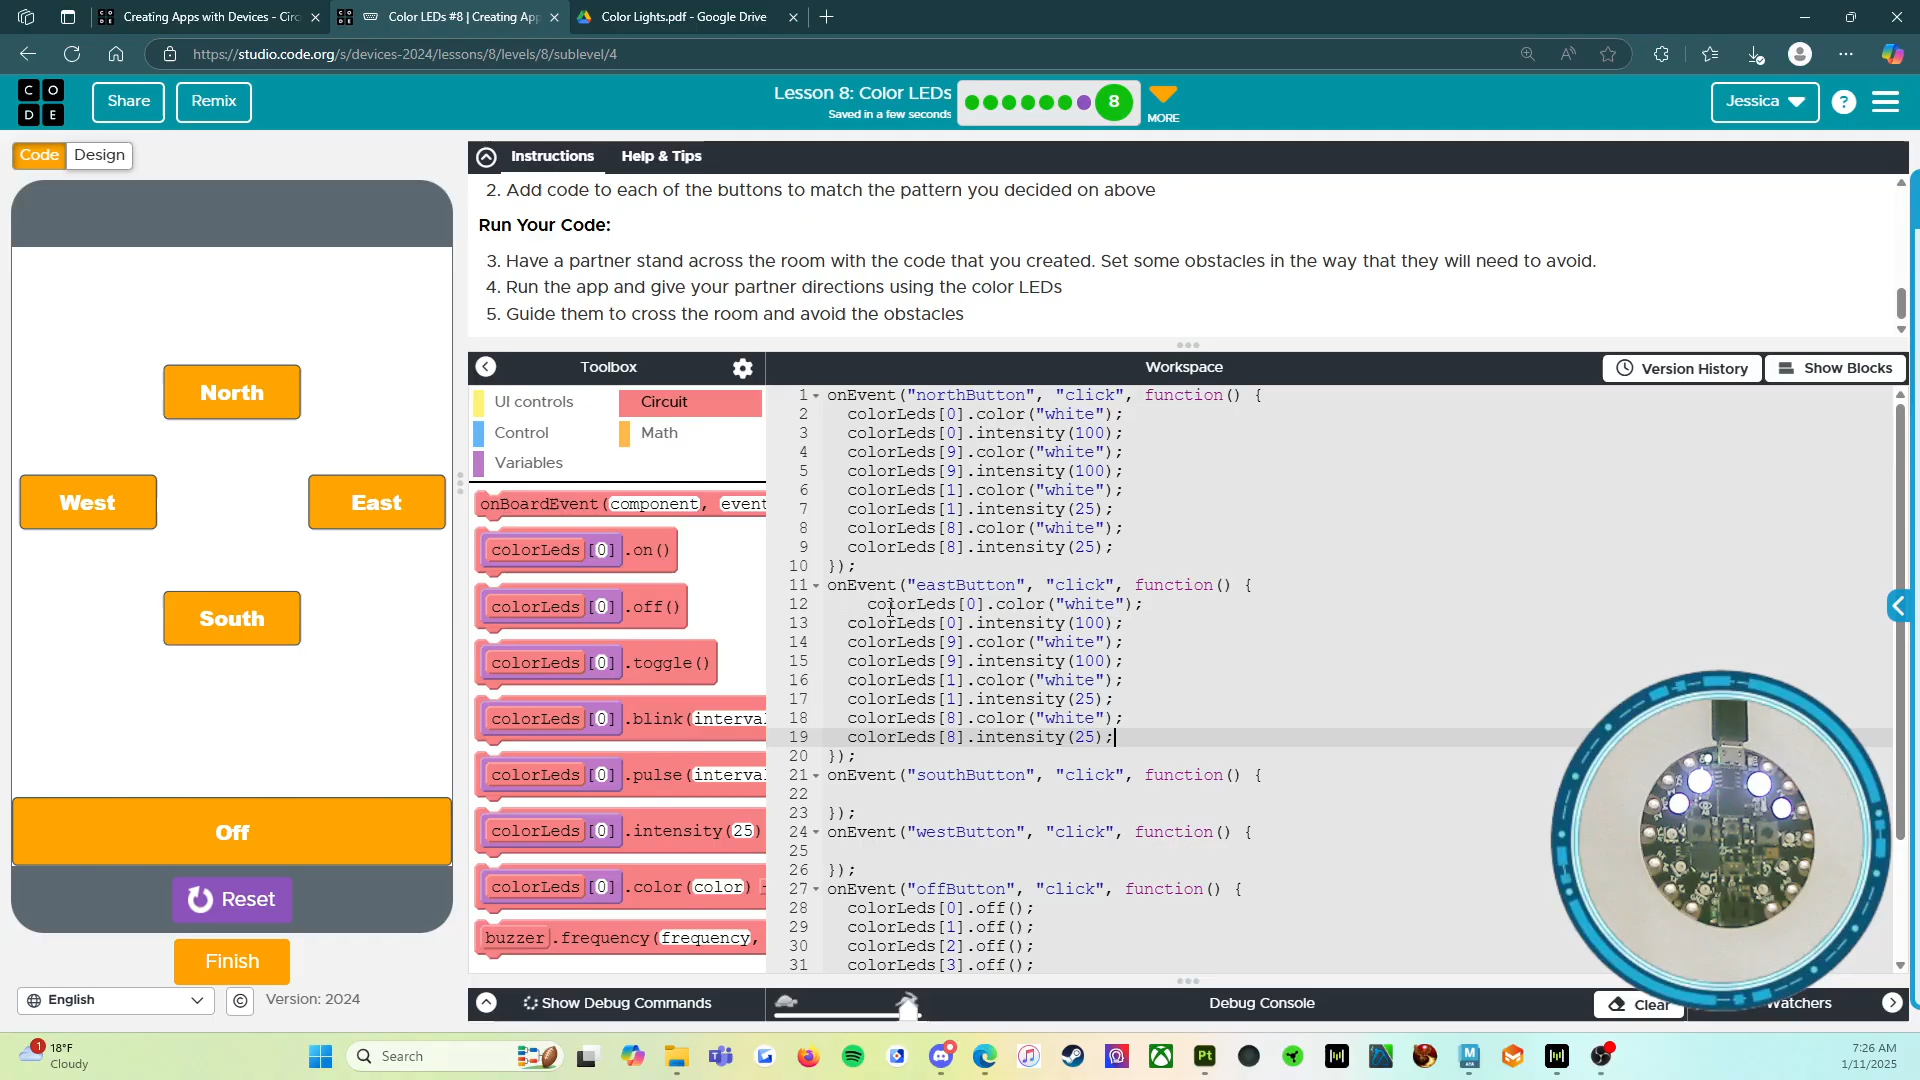 Creating Apps with Devices - Circ
Color LEDs #8 | Creating App
Color Lights.pdf - Google Drive
https://studio.code.org/s/devices-2024/lessons/8/levels/8/sublevel/4
C O D E
Share
Remix
Lesson 8: Color LEDs
Saved in a few seconds
8
MORE
Jessica
?
Code
Design
Instructions
Help & Tips
2. Add code to each of the buttons to match the pattern you decided on above
Run Your Code:
3. Have a partner stand across the room with the code that you created. Set some obstacles in the way that they will need to avoid.
4. Run the app and give your partner directions using the color LEDs
5. Guide them to cross the room and avoid the obstacles
North
West
East
South
Off
Reset
Finish
English
Version: 2024
Toolbox
Workspace
Version History
Show Blocks
UI controls
Circuit
Control
Math
Variables
onBoardEvent(component, event
colorLeds[0].on()
colorLeds[0].off()
colorLeds[0].toggle()
colorLeds[0].blink(interval
colorLeds[0].pulse(interval
colorLeds[0].intensity(25)
colorLeds[0].color(color)
buzzer.frequency(frequency,
1 onEvent("northButton", "click", function() {
2 colorLeds[0].color("white");
3 colorLeds[0].intensity(100);
4 colorLeds[9].color("white");
5 colorLeds[9].intensity(100);
6 colorLeds[1].color("white");
7 colorLeds[1].intensity(25);
8 colorLeds[8].color("white");
9 colorLeds[8].intensity(25);
10 });
11 onEvent("eastButton", "click", function() {
12 colorLeds[0].color("white");
13 colorLeds[0].intensity(100);
14 colorLeds[9].color("white");
15 colorLeds[9].intensity(100);
16 colorLeds[1].color("white");
17 colorLeds[1].intensity(25);
18 colorLeds[8].color("white");
19 colorLeds[8].intensity(25);
20 });
21 onEvent("southButton", "click", function() {
22
23 });
24 onEvent("westButton", "click", function() {
25
26 });
27 onEvent("offButton", "click", function() {
28 colorLeds[0].off();
29 colorLeds[1].off();
30 colorLeds[2].off();
31 colorLeds[3].off();
Show Debug Commands
Debug Console
Clear
Watchers
1
18°F
Cloudy
Search
7:26 AM
1/11/2025